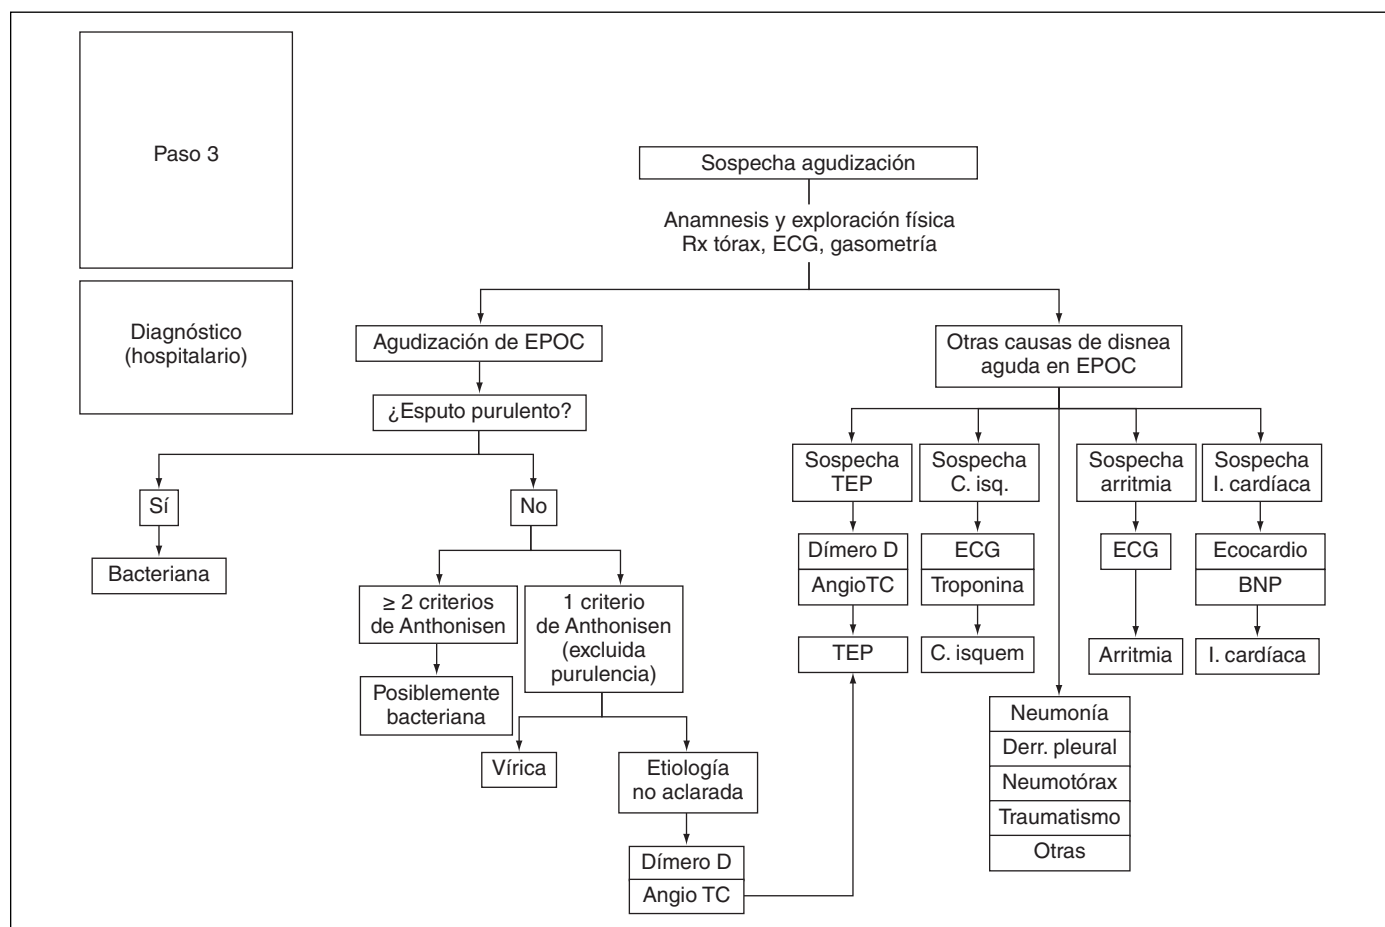 Paso 3
Diagnóstico
(hospitalario)
Sospecha agudización
Anamnesis y exploración física
Rx tórax, ECG, gasometría
Agudización de EPOC
Otras causas de disnea
aguda en EPOC
¿Esputo purulento?
Sí
No
Bacteriana
≥ 2 criterios
de Anthonisen
1 criterio
de Anthonisen
(excluida
purulencia)
Posiblemente
bacteriana
Vírica
Etiología
no aclarada
Dímero D
Angio TC
Sospecha
TEP
Sospecha
C. isq.
Sospecha
arritmia
Sospecha
I. cardíaca
Dímero D
AngioTC
ECG
Troponina
ECG
Ecocardio
BNP
TEP
C. isquem
Arritmia
I. cardíaca
Neumonía
Derr. pleural
Neumotórax
Traumatismo
Otras